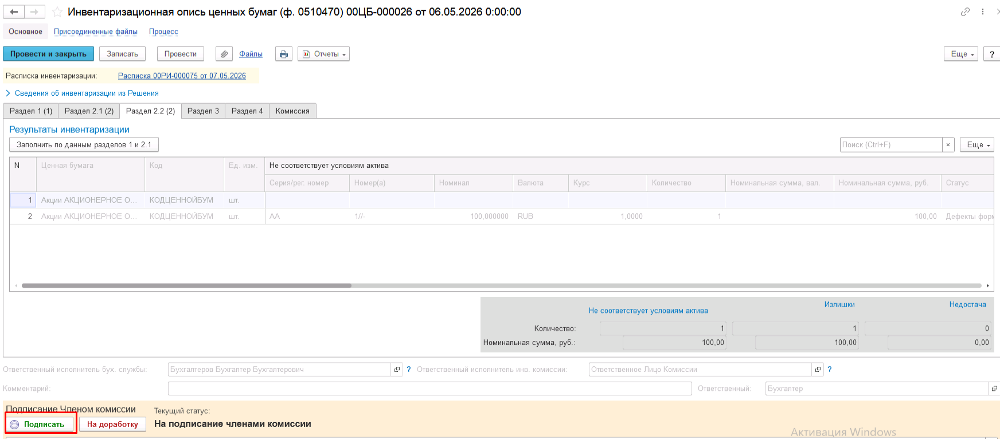 Инвентаризационная опись ценных бумаг (ф. 0510470) 00ЦБ-000026 от 06.05.2026 0:00:00
Основное Присоединенные файлы Процесс
Провести и закрыть Записать Провести Файлы Отчеты Еще ?
Расписка инвентаризации: Расписка 00РИ-000075 от 07.05.2026
Сведения об инвентаризации из Решения
Раздел 1 (1) Раздел 2.1 (2) Раздел 2.2 (2) Раздел 3 Раздел 4 Комиссия
Результаты инвентаризации
Заполнить по данным разделов 1 и 2.1 Поиск (Ctrl+F) × Еще
N Ценная бумага Код Ед. изм. Не соответствует условиям актива
Серия/рег. номер Номер(а) Номинал Валюта Курс Количество Номинальная сумма, вал. Номинальная сумма, руб. Статус
1 Акции АКЦИОНЕРНОЕ О... КОДЦЕННОЙБУМ шт.
2 Акции АКЦИОНЕРНОЕ О... КОДЦЕННОЙБУМ шт. АА 1//- 100,000000 RUB 1,0000 1 100,00 Дефекты форм
Не соответствует условиям актива Излишки Недостача
Количество: 1 1 0
Номинальная сумма, руб.: 100,00 100,00 0,00
Ответственный исполнитель бух. службы: Бухгалтеров Бухгалтер Бухгалтерович ? Ответственный исполнитель инв. комиссии: Ответственное Лицо Комиссии ?
Комментарий: Ответственный: Бухгалтер
Подписание Членом комиссии Текущий статус:
Подписать На доработку На подписание членами комиссии
Активация Windows